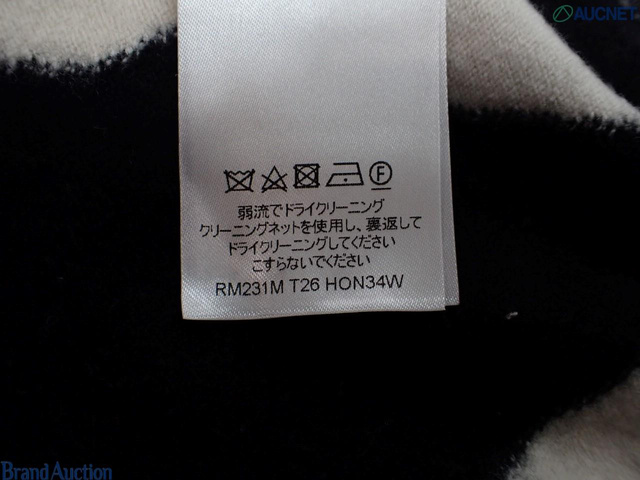 AUCNET
F
弱流でドライクリーニング
クリーニングネットを使用し、裏返して
ドライクリーニングしてください
こすらないでください
RM231M T26 HON34W
Brand Auction